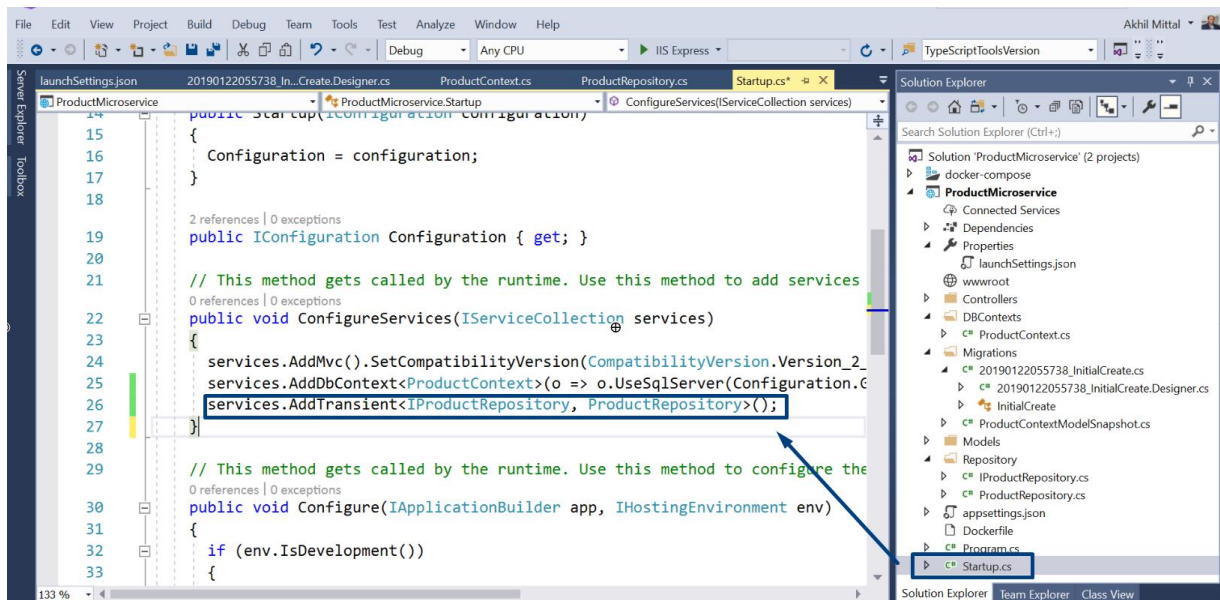 File Edit View Project Build Debug Team Tools Test Analyze Window Help Akhil Mittal
Debug Any CPU IIS Express TypeScriptToolsVersion
Server Explorer
Toolbox
launchSettings.json 20190122055738_In...Create.Designer.cs ProductContext.cs ProductRepository.cs Startup.cs*
ProductMicroservice ProductMicroservice.Startup ConfigureServices(IServiceCollection services)
14 public Startup(IConfiguration configuration)
15 {
16 Configuration = configuration;
17 }
18
2 references | 0 exceptions
19 public IConfiguration Configuration { get; }
20
21 // This method gets called by the runtime. Use this method to add services
0 references | 0 exceptions
22 public void ConfigureServices(IServiceCollection services)
23 {
24 services.AddMvc().SetCompatibilityVersion(CompatibilityVersion.Version_2_
25 services.AddDbContext<ProductContext>(o => o.UseSqlServer(Configuration.G
26 services.AddTransient<IProductRepository, ProductRepository>();
27 }
28
29 // This method gets called by the runtime. Use this method to configure the
0 references | 0 exceptions
30 public void Configure(IApplicationBuilder app, IHostingEnvironment env)
31 {
32 if (env.IsDevelopment())
33 {
133 %
Solution Explorer
Search Solution Explorer (Ctrl+;)
Solution 'ProductMicroservice' (2 projects)
docker-compose
ProductMicroservice
Connected Services
Dependencies
Properties
launchSettings.json
wwwroot
Controllers
DBContexts
C# ProductContext.cs
Migrations
C# 20190122055738_InitialCreate.cs
C# 20190122055738_InitialCreate.Designer.cs
InitialCreate
C# ProductContextModelSnapshot.cs
Models
Repository
C# IProductRepository.cs
C# ProductRepository.cs
appsettings.json
Dockerfile
C# Program.cs
C# Startup.cs
Solution Explorer Team Explorer Class View